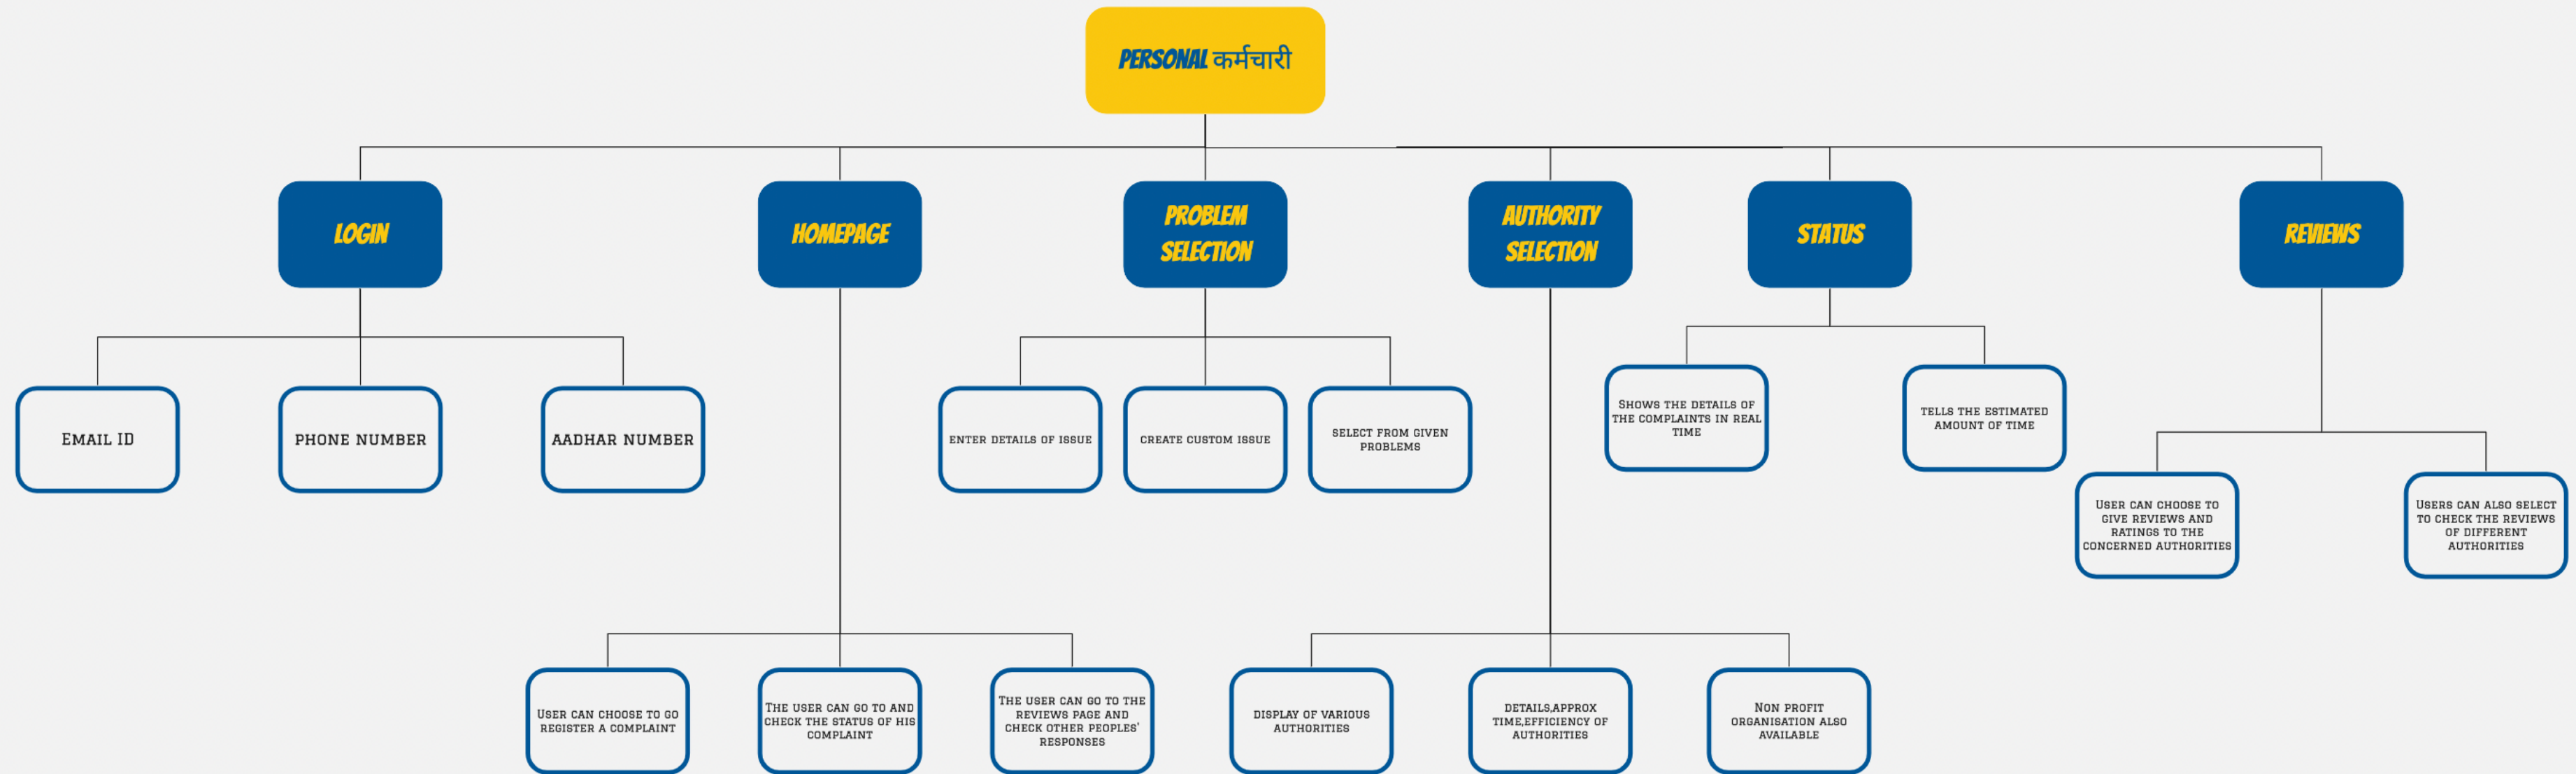 PERSONAL कर्मचारी
LOGIN
HOMEPAGE
PROBLEM
SELECTION
AUTHORITY
SELECTION
STATUS
REVIEWS
EMAIL ID
PHONE NUMBER
AADHAR NUMBER
ENTER DETAILS OF ISSUE
CREATE CUSTOM ISSUE
SELECT FROM GIVEN
PROBLEMS
SHOWS THE DETAILS OF
THE COMPLAINTS IN REAL
TIME
TELLS THE ESTIMATED
AMOUNT OF TIME
USER CAN CHOOSE TO
GIVE REVIEWS AND
RATINGS TO THE
CONCERNED AUTHORITIES
USERS CAN ALSO SELECT
TO CHECK THE REVIEWS
OF DIFFERENT
AUTHORITIES
USER CAN CHOOSE TO GO
REGISTER A COMPLAINT
THE USER CAN GO TO AND
CHECK THE STATUS OF HIS
COMPLAINT
THE USER CAN GO TO THE
REVIEWS PAGE AND
CHECK OTHER PEOPLES'
RESPONSES
DISPLAY OF VARIOUS
AUTHORITIES
DETAILS,APPROX
TIME,EFFICIENCY OF
AUTHORITIES
NON PROFIT
ORGANISATION ALSO
AVAILABLE